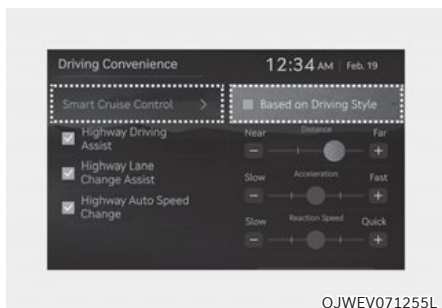 Driving Convenience
12:34 AM Feb. 19
Smart Cruise Control >
Based on Driving Style
Highway Driving
Assist
Highway Lane
Change Assist
Highway Auto Speed
Change
Near Distance Far
− +
Slow Acceleration Fast
− +
Slow Reaction Speed Quick
− +
OJWEV071255L